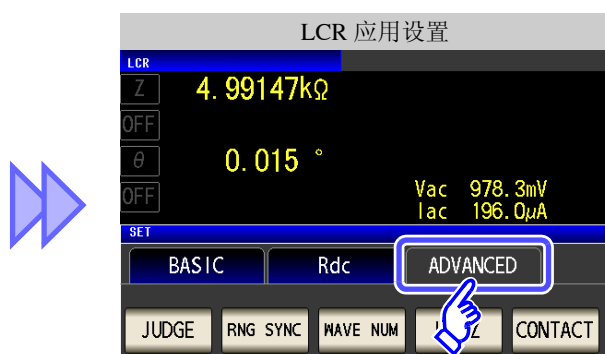 LCR 应用设置
LCR
Z 4.99147kΩ
OFF
θ 0.015 °
OFF
Vac 978.3mV
Iac 196.0μA
SET
BASIC Rdc ADVANCED
JUDGE RNG SYNC WAVE NUM CONTACT